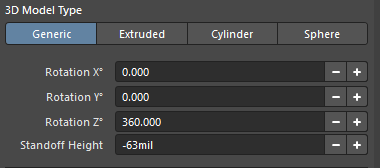 3D Model Type
Generic Extruded Cylinder Sphere
Rotation X° 0.000 − +
Rotation Y° 0.000 − +
Rotation Z° 360.000 − +
Standoff Height -63mil − +